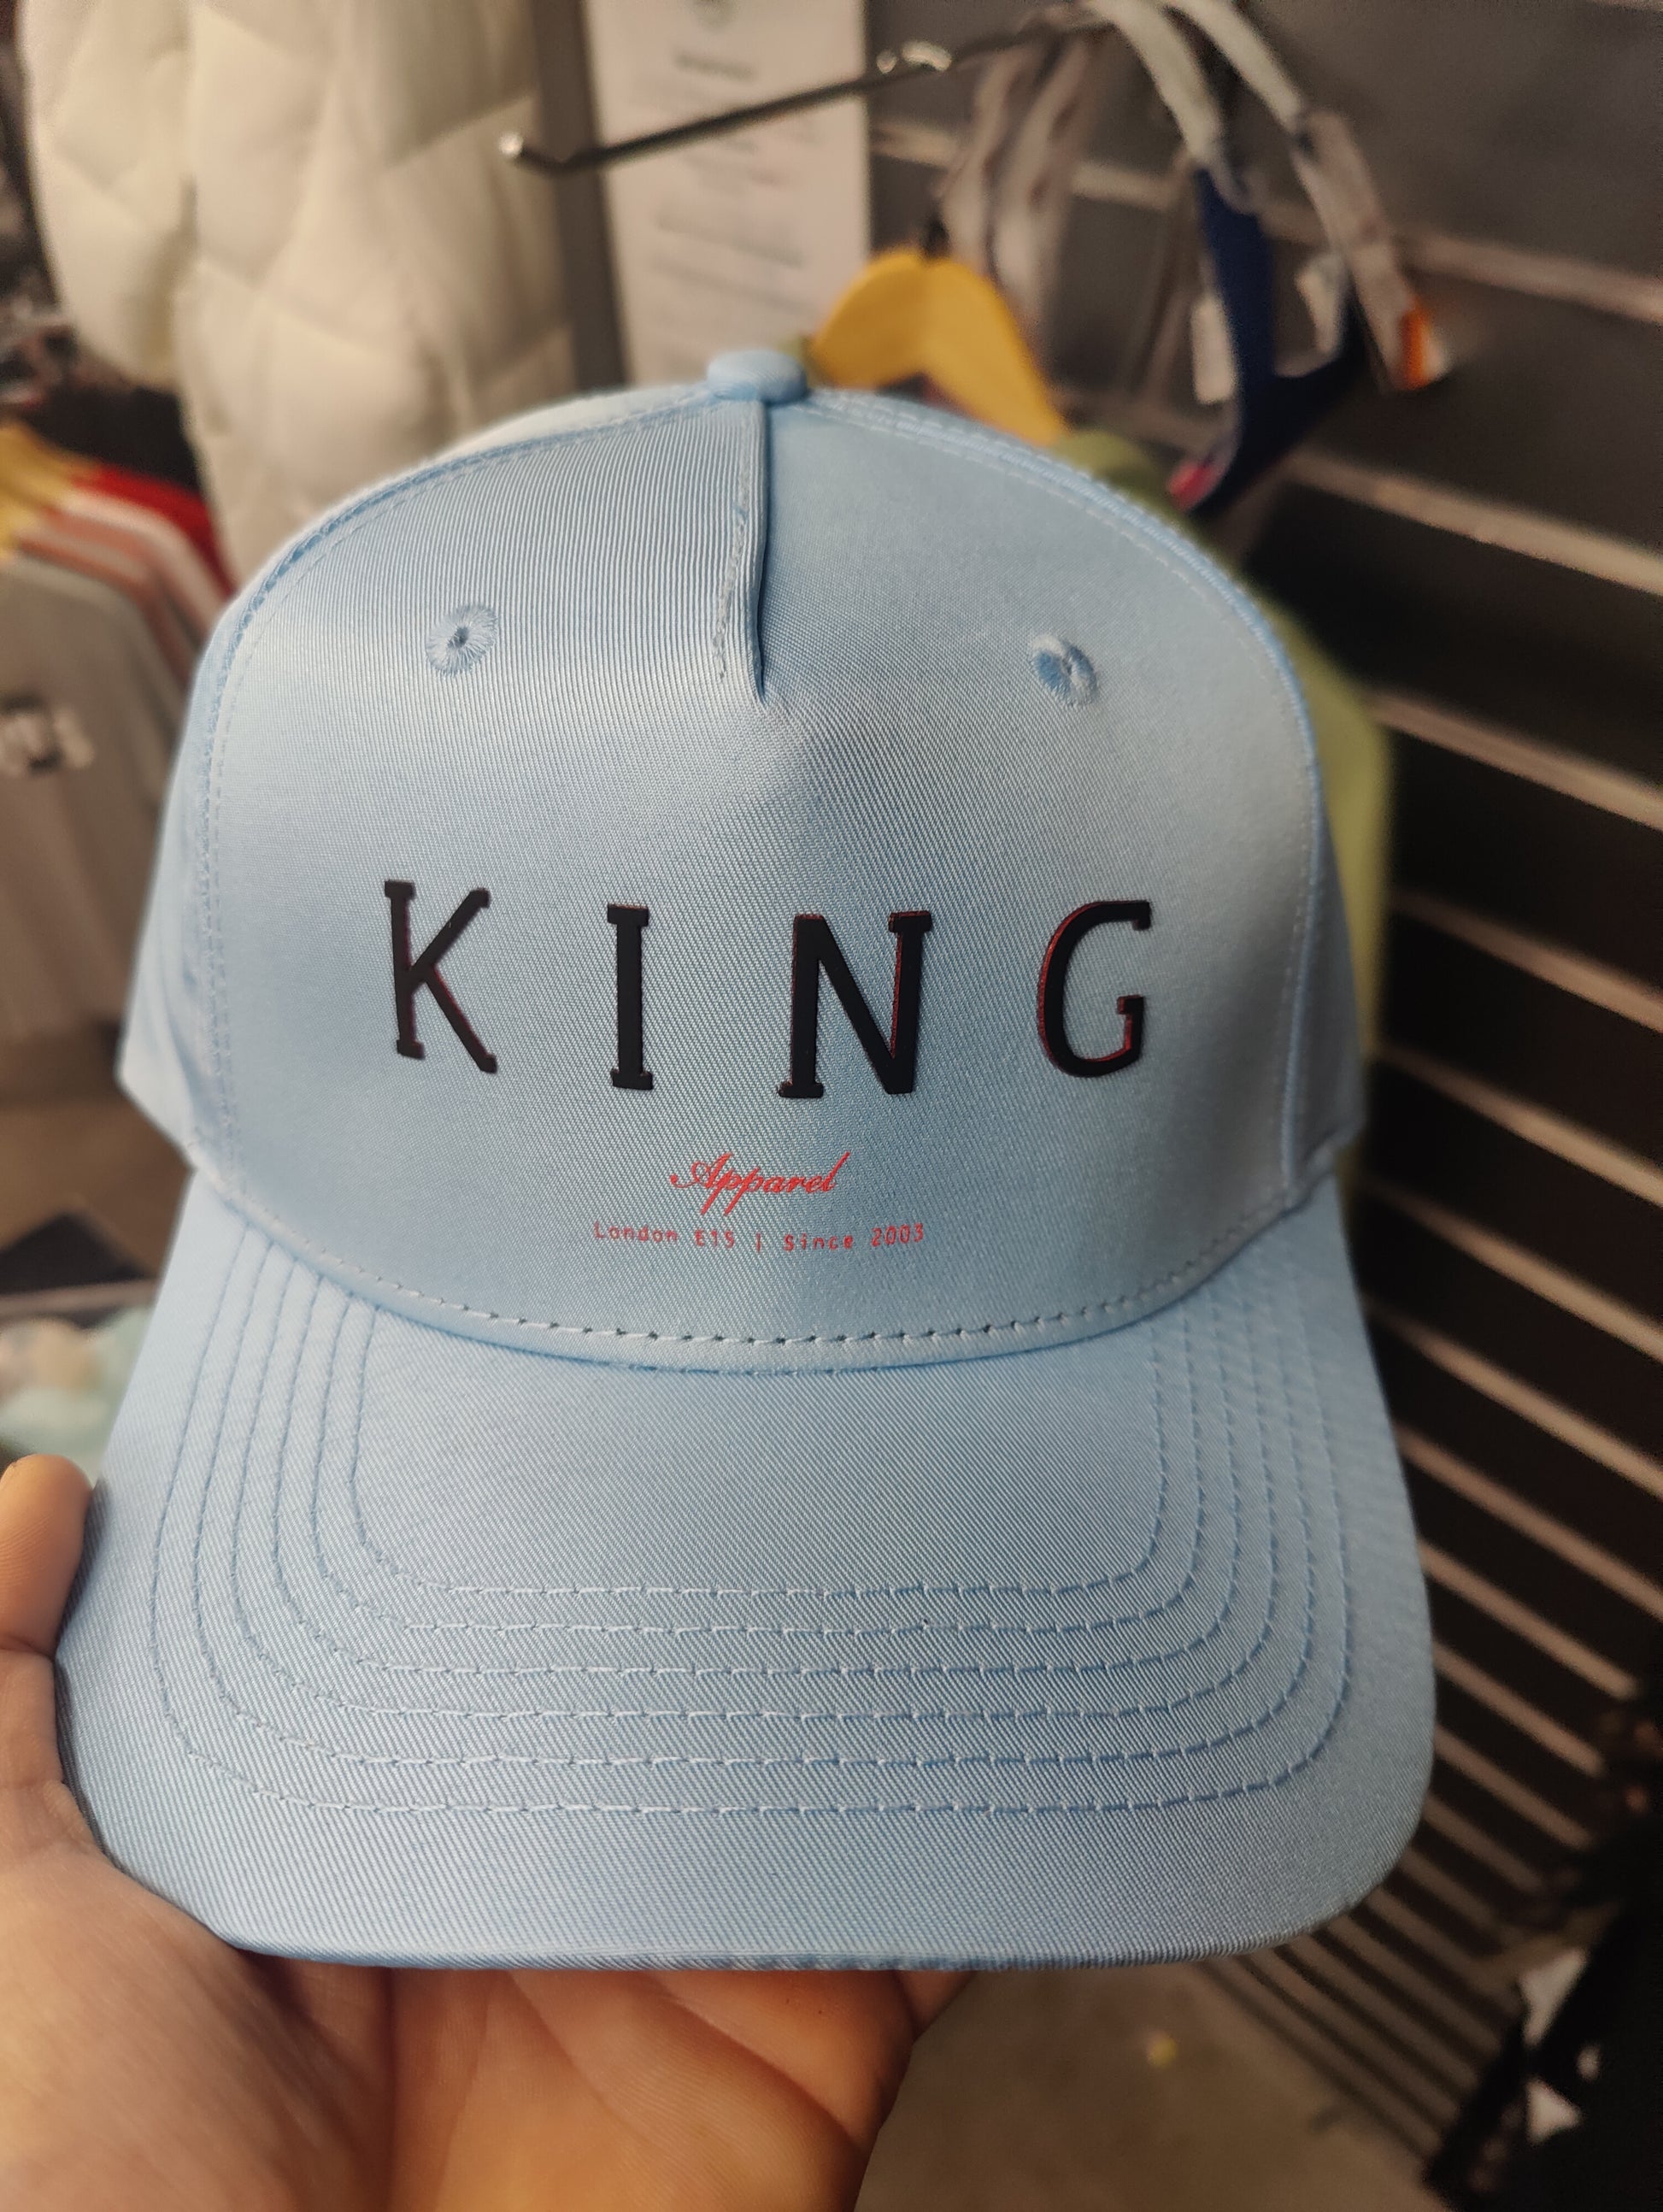 KING
Apparel
London E15 | Since 2003